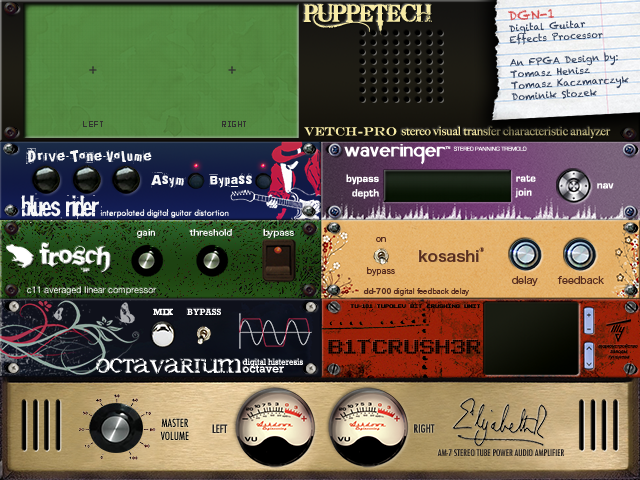 PUPPETECH
DGN-1
Digital Guitar
Effects Processor
An FPGA Design by:
Tomasz Henisz
Tomasz Kaczmarczyk
Dominik Stozek
LEFT
RIGHT
VETCH-PRO stereo visual transfer characteristic analyzer
Drive-Tone-Volume
Asym
Bypass
blues rider
interpolated digital guitar distortion
waveringer™ STEREO PANNING TREMOLO
bypass
depth
rate
join
nav
frosch
gain
threshold
bypass
c11 averaged linear compressor
on
bypass
kosashi
delay
feedback
dd-700 digital feedback delay
MIX
BYPASS
OCTAVARIUM
digital histeresis
octaver
TU-101 TUPOLEV BIT CRUSHING UNIT
B1TCRUSH3R
MASTER
VOLUME
LEFT
VU
VU
RIGHT
AM-7 STEREO TUBE POWER AUDIO AMPLIFIER